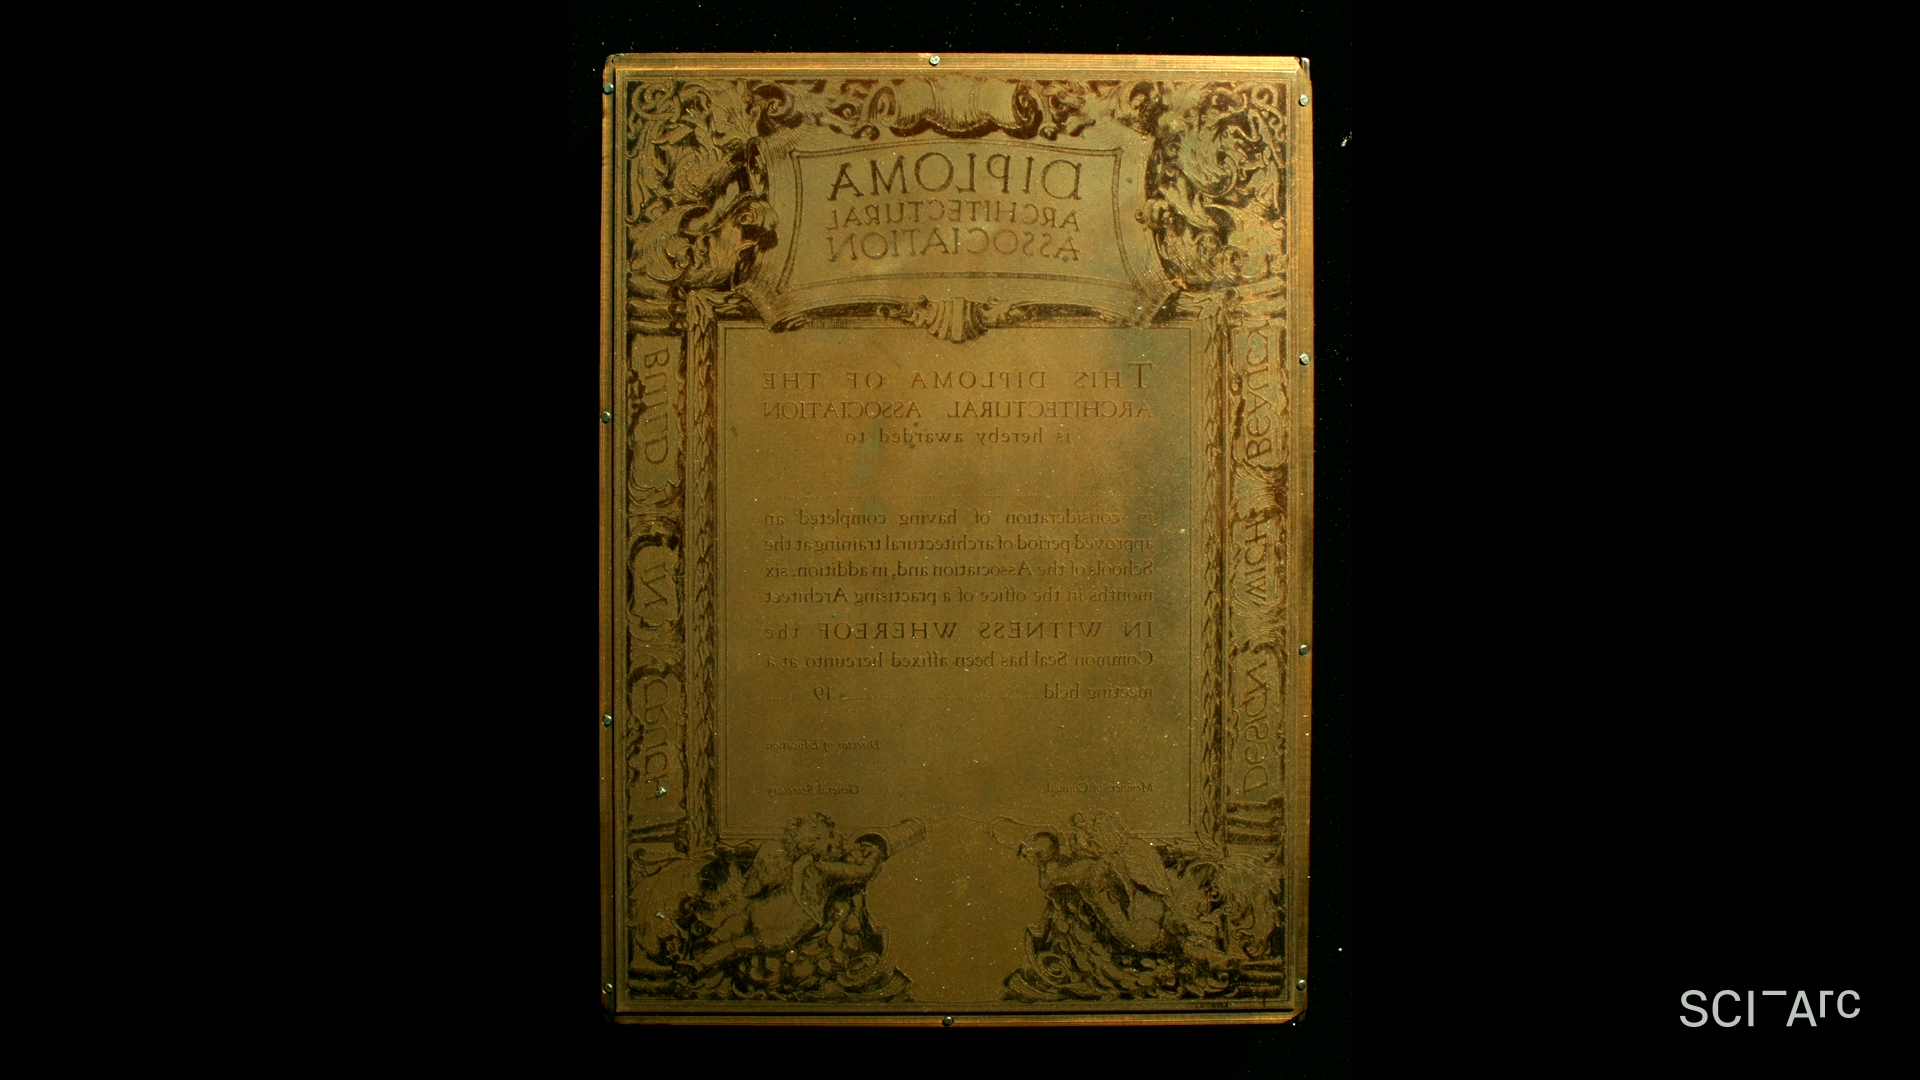 DIPLOMA
ARCHITECTURAL
ASSOCIATION
DESIGN WITH BEAUTY
BUILD IN TRUTH
THIS DIPLOMA OF THE
ARCHITECTURAL ASSOCIATION
is hereby awarded to
in consideration of having completed an
approved period of architectural training at the
Schools of the Association and, in addition, six
months in the office of a practising Architect
IN WITNESS WHEREOF the
Common Seal has been affixed hereunto at a
meeting held 19
Director of Education
Members of Council
General Secretary
SCI-Arc